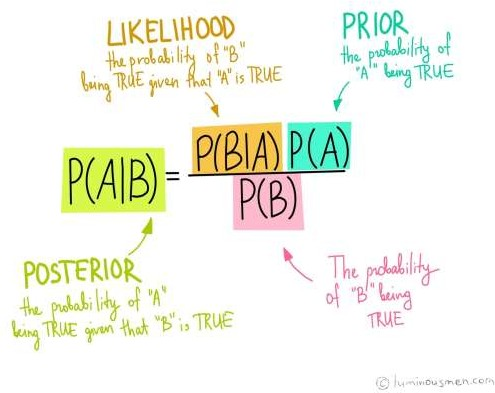 LIKELIHOOD
the probability of "B"
being TRUE given that "A" is TRUE
PRIOR
the probability of
"A" being TRUE
P(A|B) = P(B|A) P(A)
P(B)
POSTERIOR
the probability of "A"
being TRUE given that "B" is TRUE
The probability
of "B" being
TRUE
© luminousmen.com